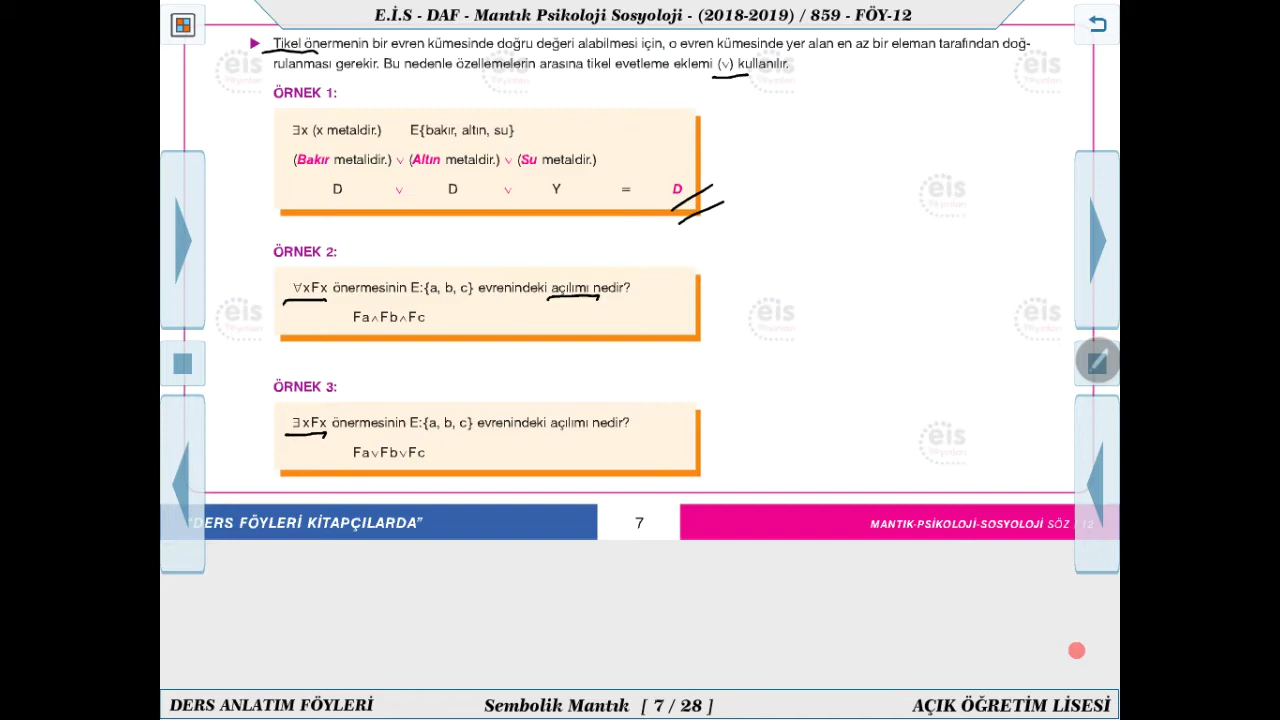 E.İ.S - DAF - Mantık Psikoloji Sosyoloji - (2018-2019) / 859 - FÖY-12
Tikel önermenin bir evren kümesinde doğru değeri alabilmesi için, o evren kümesinde yer alan en az bir eleman tarafından doğ-
rulanması gerekir. Bu nedenle özellemelerin arasına tikel evetleme eklemi (∨) kullanılır.
ÖRNEK 1:
∃x (x metaldir.) E{bakır, altın, su}
(Bakır metalidir.) ∨ (Altın metaldir.) ∨ (Su metaldir.)
D ∨ D ∨ Y = D
ÖRNEK 2:
∀xFx önermesinin E:{a, b, c} evrenindeki açılımı nedir?
Fa∧Fb∧Fc
ÖRNEK 3:
∃xFx önermesinin E:{a, b, c} evrenindeki açılımı nedir?
Fa∨Fb∨Fc
eis yayınları
"DERS FÖYLERİ KİTAPÇILARDA" 7 MANTIK-PSİKOLOJİ-SOSYOLOJİ SÖZ 12
DERS ANLATIM FÖYLERİ Sembolik Mantık [ 7 / 28 ] AÇIK ÖĞRETİM LİSESİ